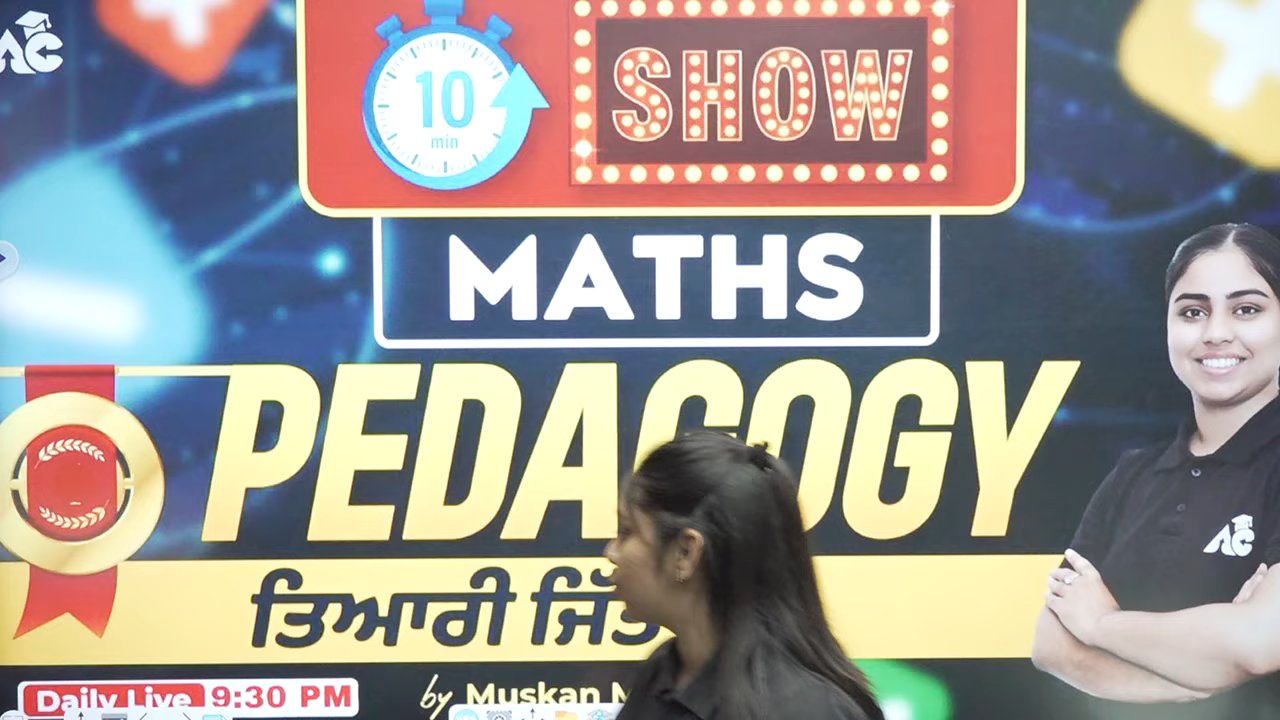 AC
10
min
SHOW
MATHS
PEDAGOGY
ਤਿਆਰੀ
Daily Live 9:30 PM
by Muskan
AC